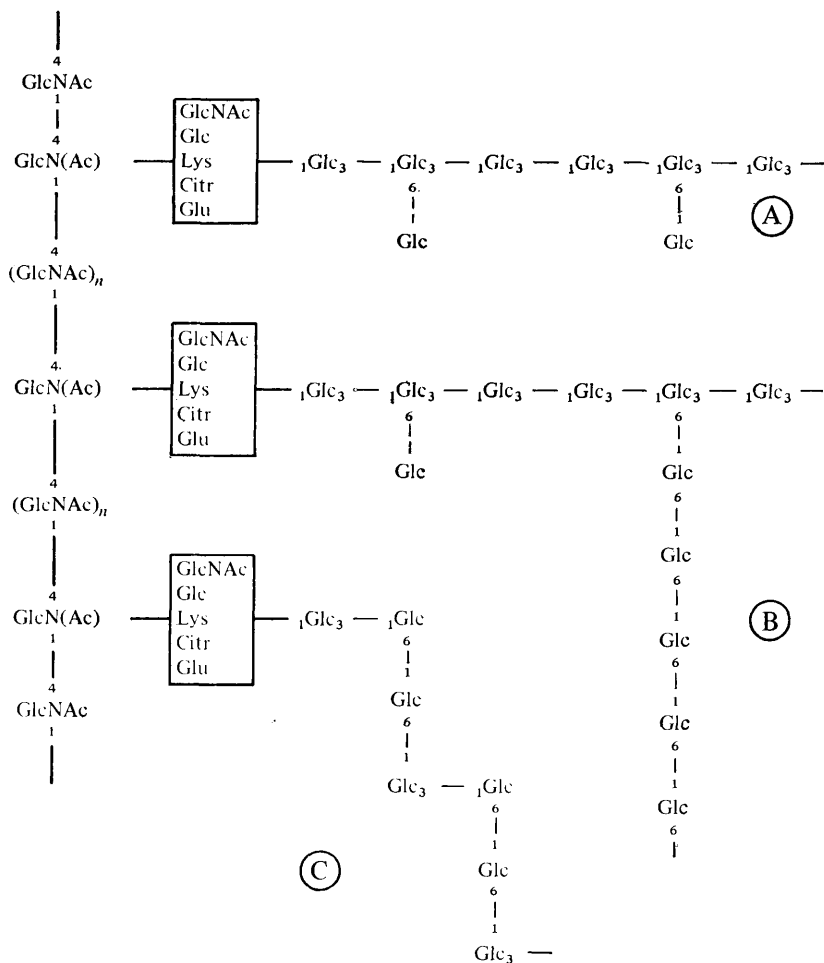 4
GlcNAc
1
4
GlcN(Ac)
1
GlcNAc
Glc
Lys
Citr
Glu
₁Glc₃ — ₁Glc₃ — ₁Glc₃ — ₁Glc₃ — ₁Glc₃ — ₁Glc₃ —
6 6
1
Glc Glc
A
4
(GlcNAc)ₙ
1
4
GlcN(Ac)
1
GlcNAc
Glc
Lys
Citr
Glu
₁Glc₃ — ₁Glc₃ — ₁Glc₃ — ₁Glc₃ — ₁Glc₃ — ₁Glc₃ —
6 6
1
Glc Glc
6
1
Glc
6
1
Glc
6
1
Glc
6
1
Glc
6
B
4
(GlcNAc)ₙ
1
4
GlcN(Ac)
1
4
GlcNAc
1
GlcNAc
Glc
Lys
Citr
Glu
₁Glc₃ — ₁Glc
6
1
Glc
6
1
Glc₃ — ₁Glc
6
1
Glc
6
1
Glc₃ —
C